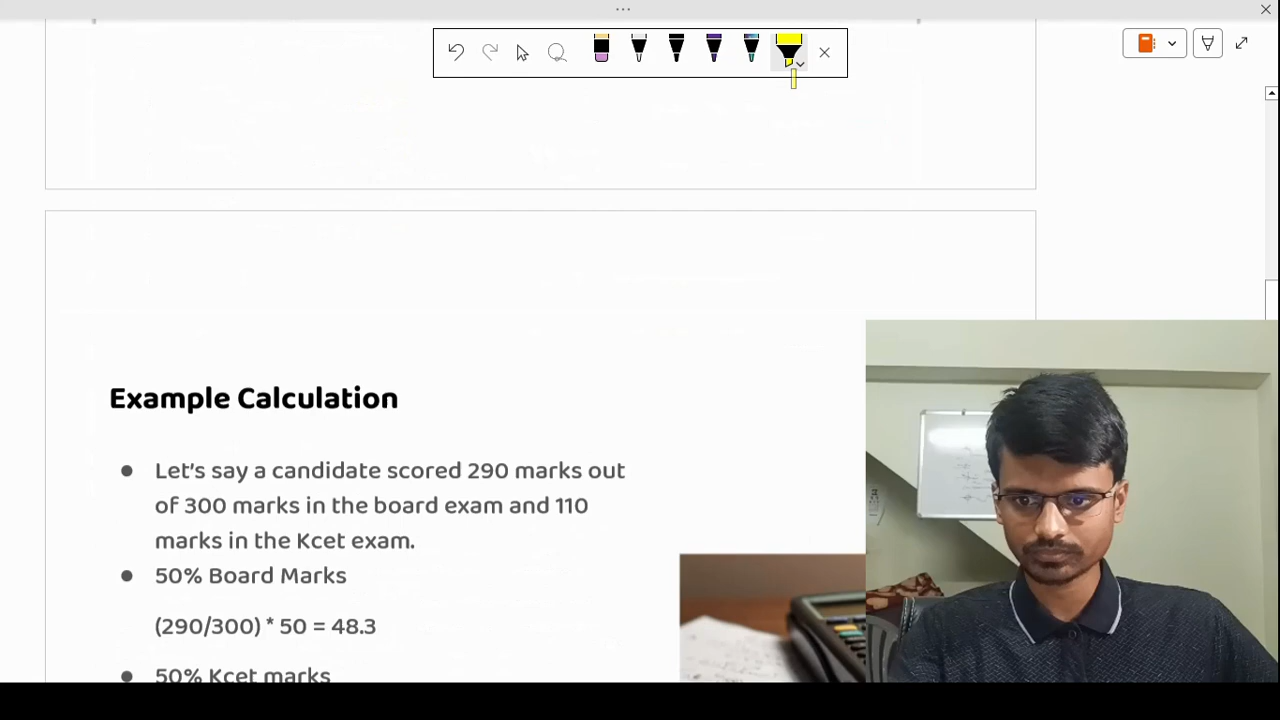 Example Calculation
● Let's say a candidate scored 290 marks out
of 300 marks in the board exam and 110
marks in the Kcet exam.
● 50% Board Marks
(290/300) * 50 = 48.3
● 50% Kcet marks